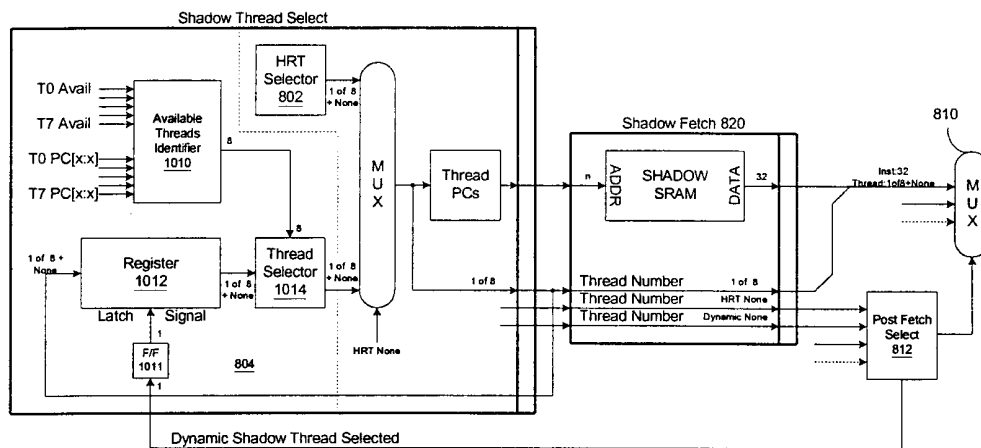 Shadow Thread Select
HRT
Selector
802
1 of 8
+ None
T0 Avail
T7 Avail
T0 PC[x:x]
T7 PC[x:x]
Available
Threads
Identifier
1010
8
8
MUX
Thread
PCs
Shadow Fetch 820
n
ADDR
SHADOW
SRAM
DATA
32
810
Inst:32
Thread:1of8+None
MUX
1 of 8 +
None
Register
1012
1 of 8
+ None
Thread
Selector
1014
1 of 8
+ None
1 of 8
Latch
Signal
1
F/F
1011
1
804
HRT None
Thread Number
1 of 8
Thread Number
HRT None
Thread Number
Dynamic None
Post Fetch
Select
812
Dynamic Shadow Thread Selected